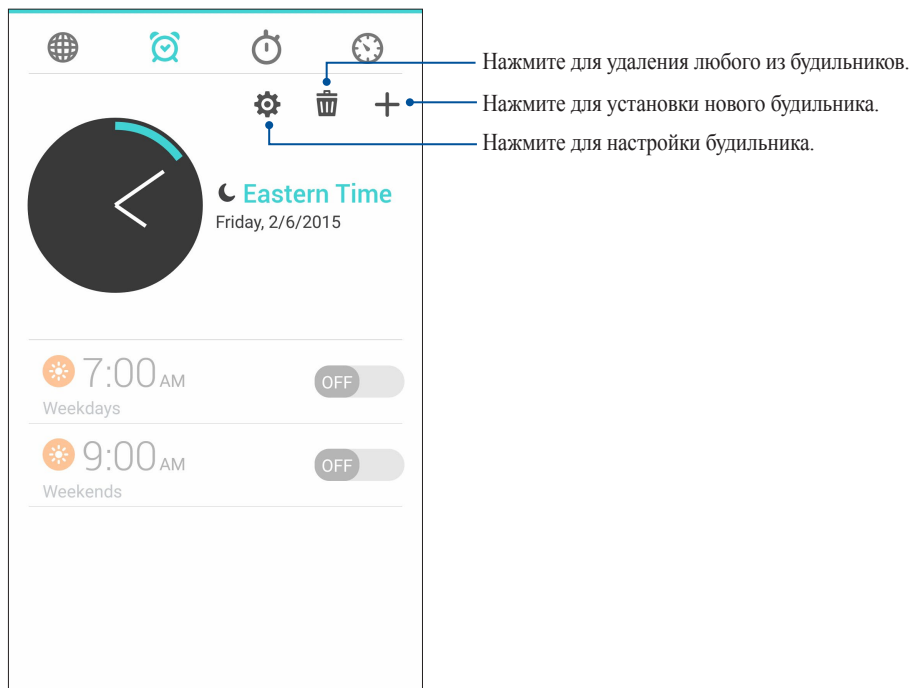 Нажмите для удаления любого из будильников.
Нажмите для установки нового будильника.
Нажмите для настройки будильника.
Eastern Time
Friday, 2/6/2015
7:00 AM
OFF
Weekdays
9:00 AM
OFF
Weekends